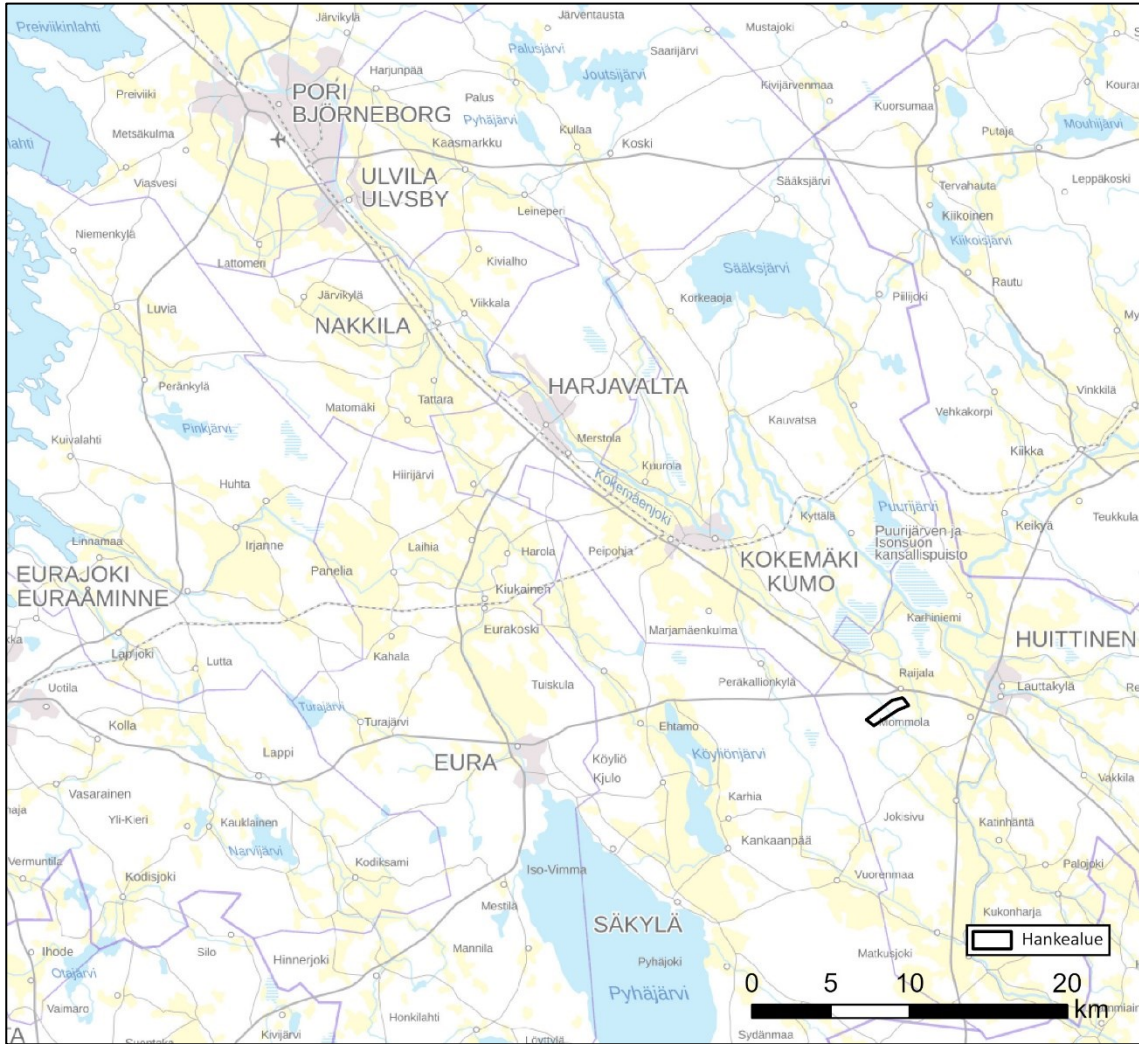 Preiviikinlahti
Järvikylä
Järventausta
Mustajoki
Palusjärvi
Saarijärvi
Harjunpää
Joutsijärvi
Kivijärvenmaa
Preiviiki
PORI
BJÖRNEBORG
Palus
Pyhäjärvi
Kuorsumaa
Metsäkulma
Kullaa
Putaja
Mouhijärvi
Kaasmarkku
Koski
lahti
Viasvesi
ULVILA
ULVSBY
Sääksjärvi
Tervahauta
Leppäkoski
Leineperi
Kiikoinen
Niemenkylä
Kiikoisjärvi
Lattomeri
Kivialho
Sääksjärvi
Rautu
Luvia
Järvikylä
Viikkala
Korkeaoja
Piilijoki
NAKKILA
My
Peränkylä
Tattara
HARJAVALTA
Vinkkilä
Matomäki
Vehkakorpi
Pinkjärvi
Kauvatsa
Kuivalahti
Merstola
Kiikka
Hiirijärvi
Kuurola
Huhta
Kokemäenjoki
Puurijärvi
Kyttälä
Keikyä
Teukkula
Linnamaa
Irjanne
Laihia
Harola
Peipohja
Puurijärven ja
Isonsuon
kansallispuisto
EURAJOKI
EURAÅMINNE
Panelia
Kiukainen
KOKEMÄKI
KUMO
Karhiniemi
Eurakoski
Marjamäenkulma
HUITTINEN
Lapijoki
Lutta
Kahala
Raijala
Uotila
Tuiskula
Peräkallionkylä
Lauttakylä
Re
Kolla
Turajärvi
Turajärvi
Ehtamo
Mommola
Lappi
EURA
Köyliö
Kjulo
Köyliönjärvi
Vakkila
Vasarainen
Karhia
Jokisivu
Yli-Kieri
Kauklainen
Katinhäntä
Narvijärvi
Kankaanpää
Vermuntila
Kodiksami
Iso-Vimma
Palojoki
Kodisjoki
Vuorenmaa
Mestilä
SÄKYLÄ
Kukonharja
Ihode
Silo
Mannila
Hankealue
Otajärvi
Hinnerjoki
Pyhäjoki
Matkusjoki
Vaimaro
Pyhäjärvi
0 5 10 20
km
Honkilahti
Kivijärvi
Löyttylä
Sydänmaa